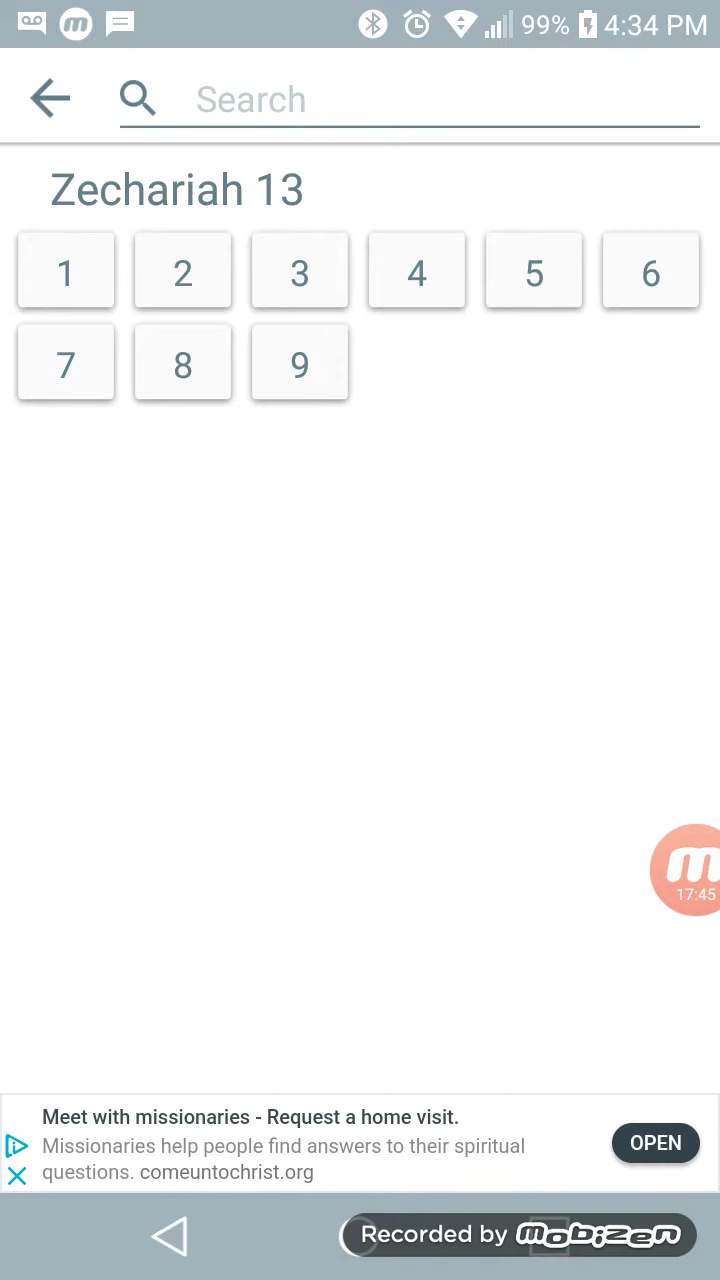 99% 4:34 PM
Search
Zechariah 13
1 2 3 4 5 6
7 8 9
m
17:45
Meet with missionaries - Request a home visit.
Missionaries help people find answers to their spiritual
questions. comeuntochrist.org
OPEN
Recorded by mobizen